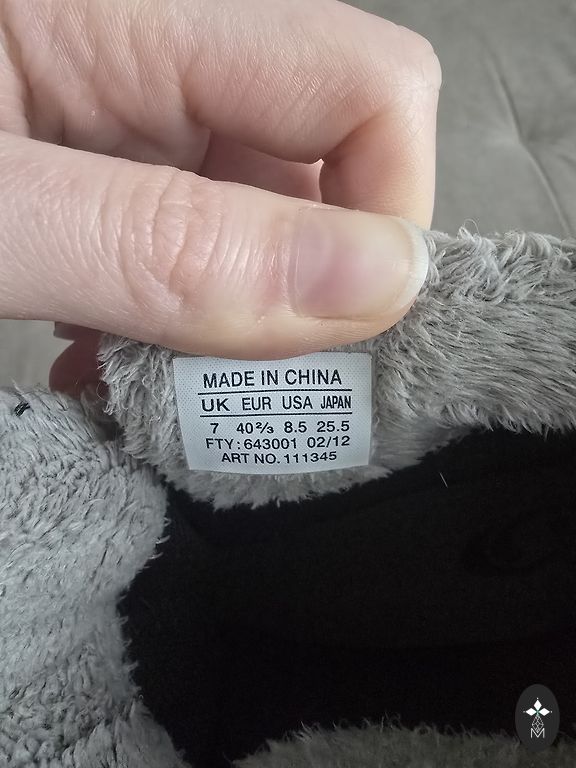 MADE IN CHINA
UK EUR USA JAPAN
7 40⅔ 8.5 25.5
FTY: 643001 02/12
ART NO. 111345
M